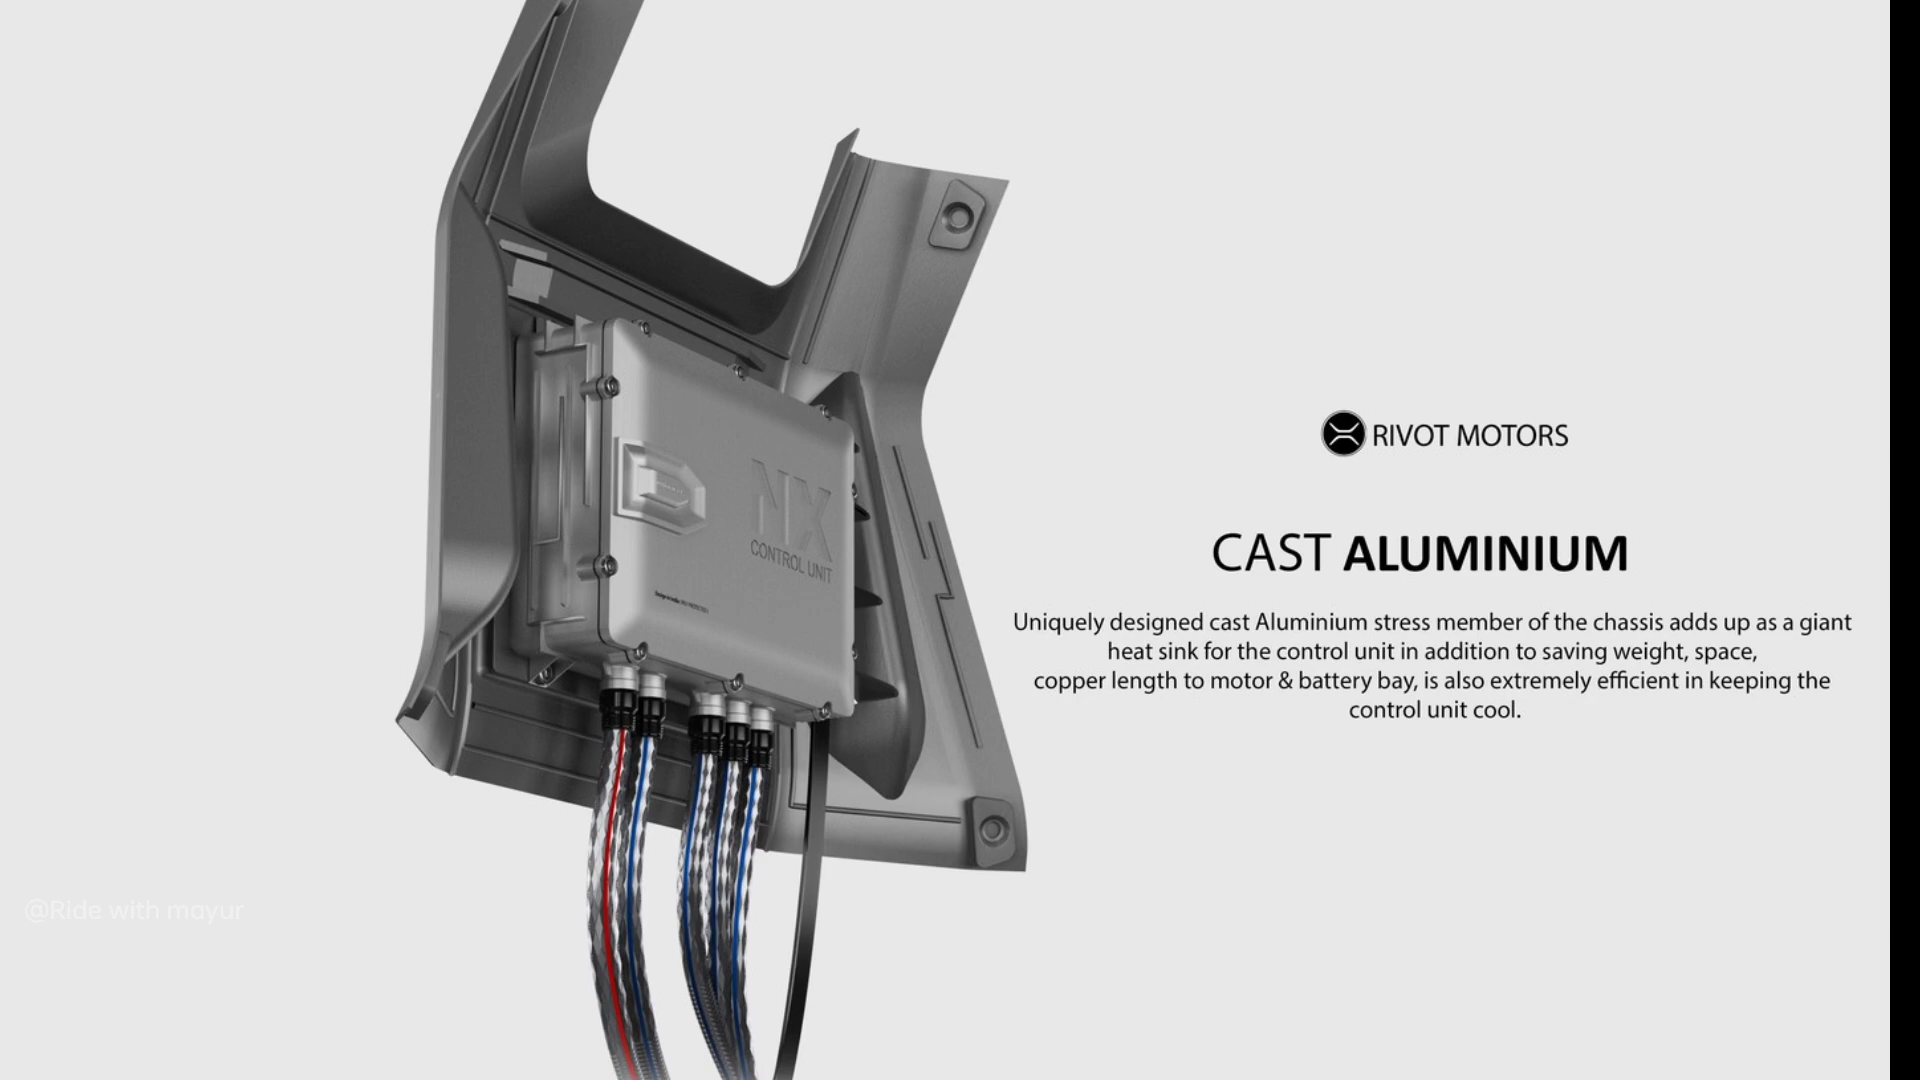 RIVOT MOTORS
CAST ALUMINIUM
Uniquely designed cast Aluminium stress member of the chassis adds up as a giant
heat sink for the control unit in addition to saving weight, space,
copper length to motor & battery bay, is also extremely efficient in keeping the
control unit cool.
NX
CONTROL UNIT
@Ride with mayur